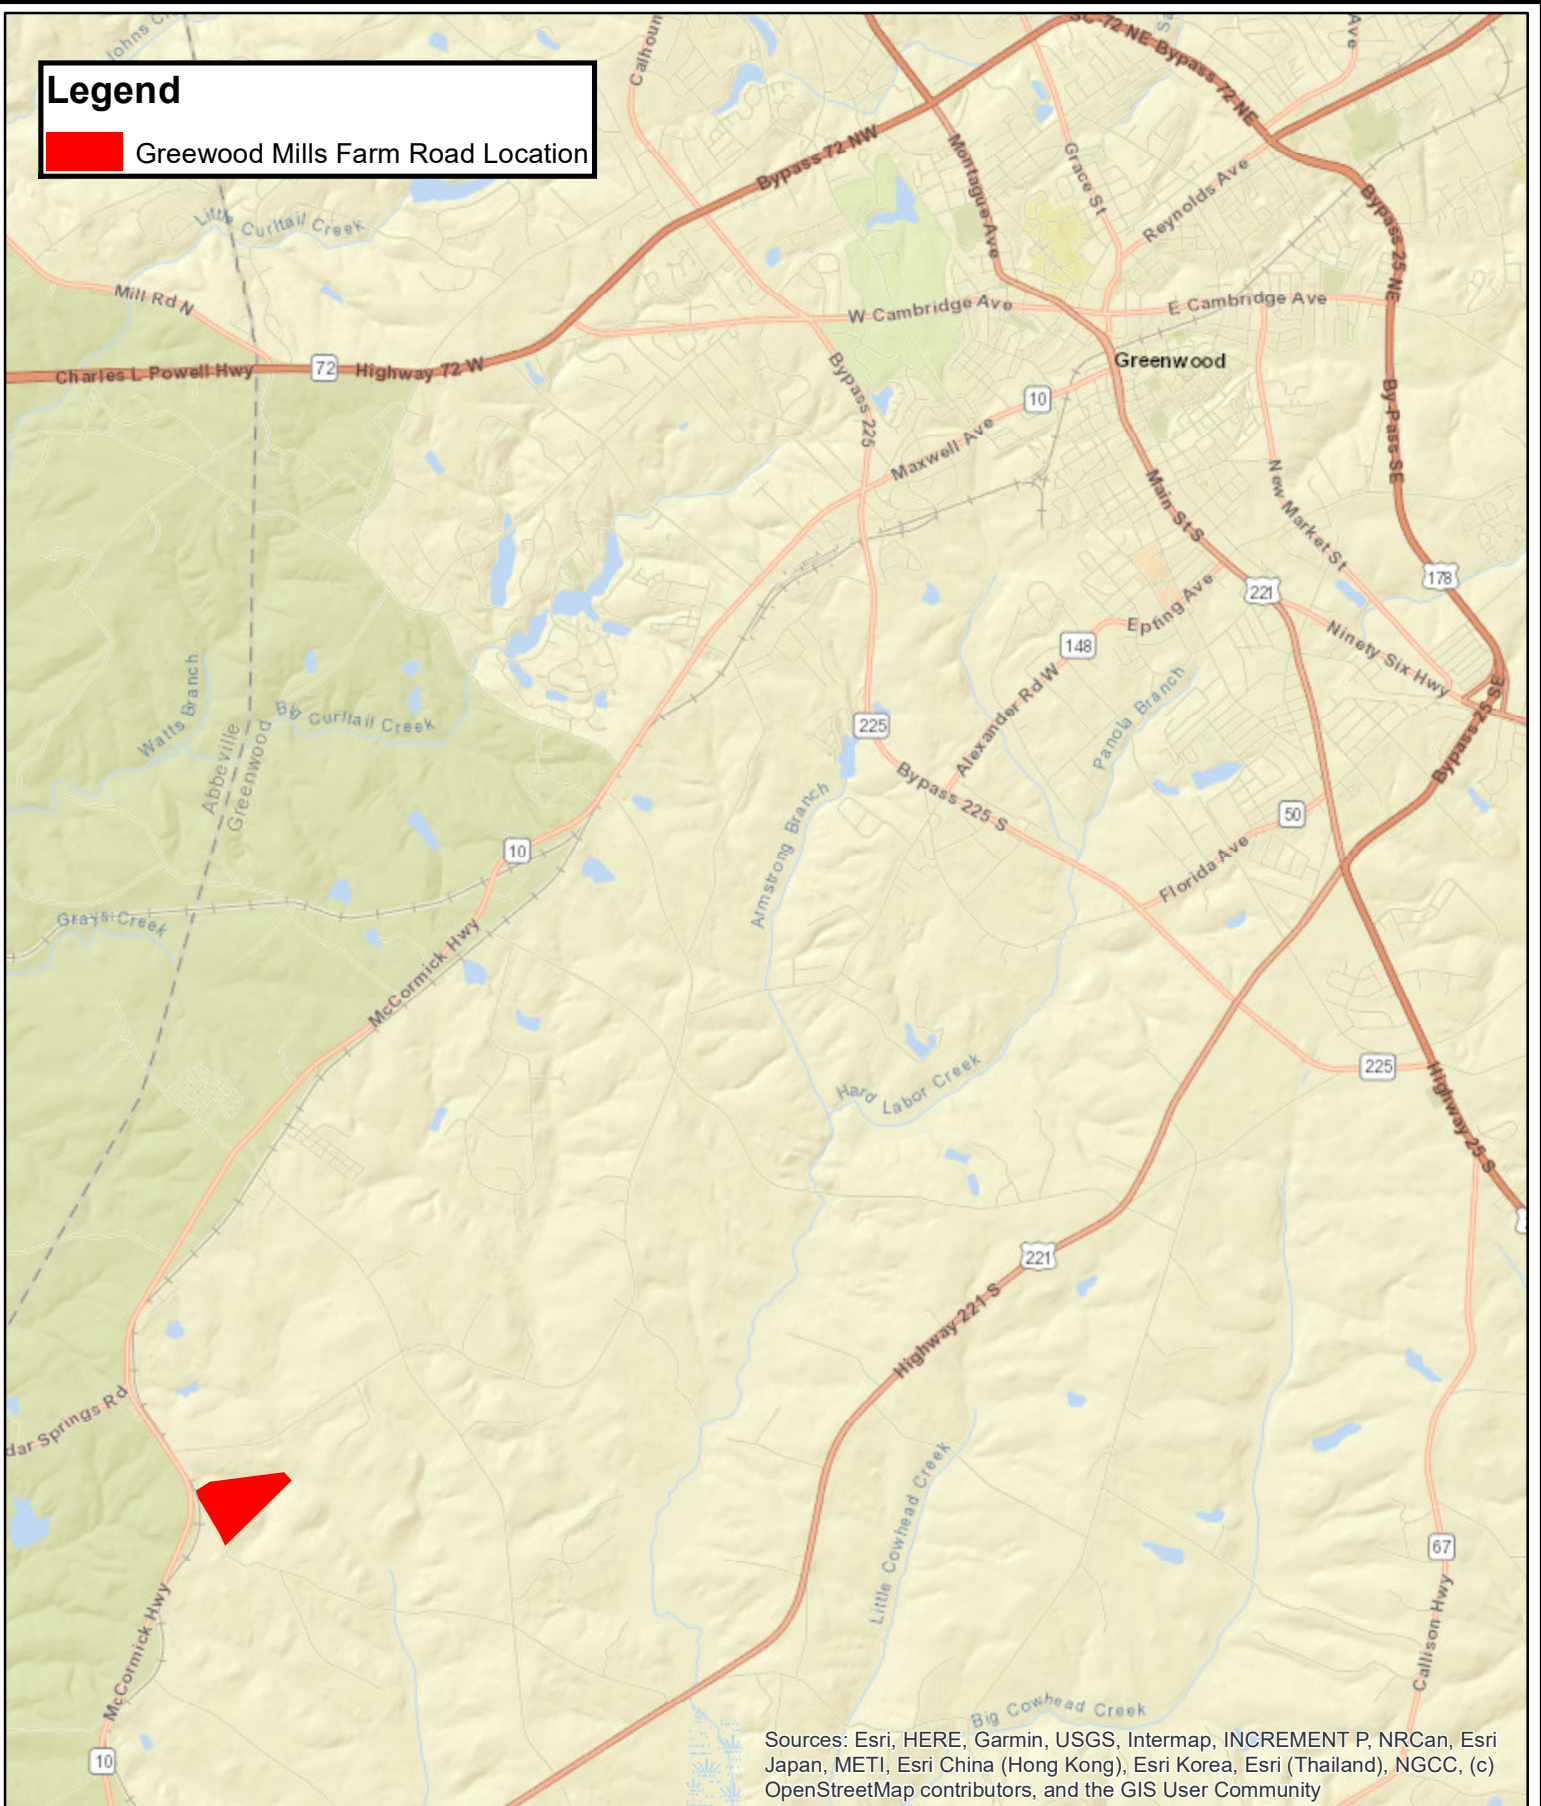 Johns C
Calhoun
SC-72 NE Bypass 72 NE
Sa
Ave
Legend
Greewood Mills Farm Road Location
Bypass 72 NW
Montague Ave
Grace St
Reynolds Ave
Bypass 25 NE
Little Curltail Creek
Mill Rd N
W Cambridge Ave
E Cambridge Ave
Charles L Powell Hwy
72
Highway 72 W
Greenwood
Bypass 225
10
Maxwell Ave
By-Pass SE
Main St S
New Market St
178
221
Epting Ave
148
Ninety Six Hwy
Watts Branch
Big Curltail Creek
Abbeville
Greenwood
225
Alexander Rd W
Panola Branch
Bypass 25 SE
Bypass 225 S
Armstrong Branch
50
Florida Ave
10
Grays Creek
McCormick Hwy
Hard Labor Creek
225
Highway 25 S
221
Highway 221 S
dar Springs Rd
Little Cowhead Creek
67
Callison Hwy
McCormick Hwy
Big Cowhead Creek
10
Sources: Esri, HERE, Garmin, USGS, Intermap, INCREMENT P, NRCan, Esri
Japan, METI, Esri China (Hong Kong), Esri Korea, Esri (Thailand), NGCC, (c)
OpenStreetMap contributors, and the GIS User Community